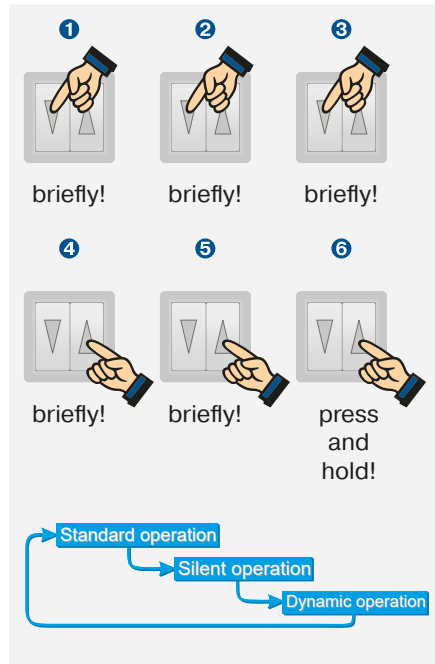 1 2 3
briefly! briefly! briefly!
4 5 6
briefly! briefly! press
and
hold!
Standard operation
Silent operation
Dynamic operation